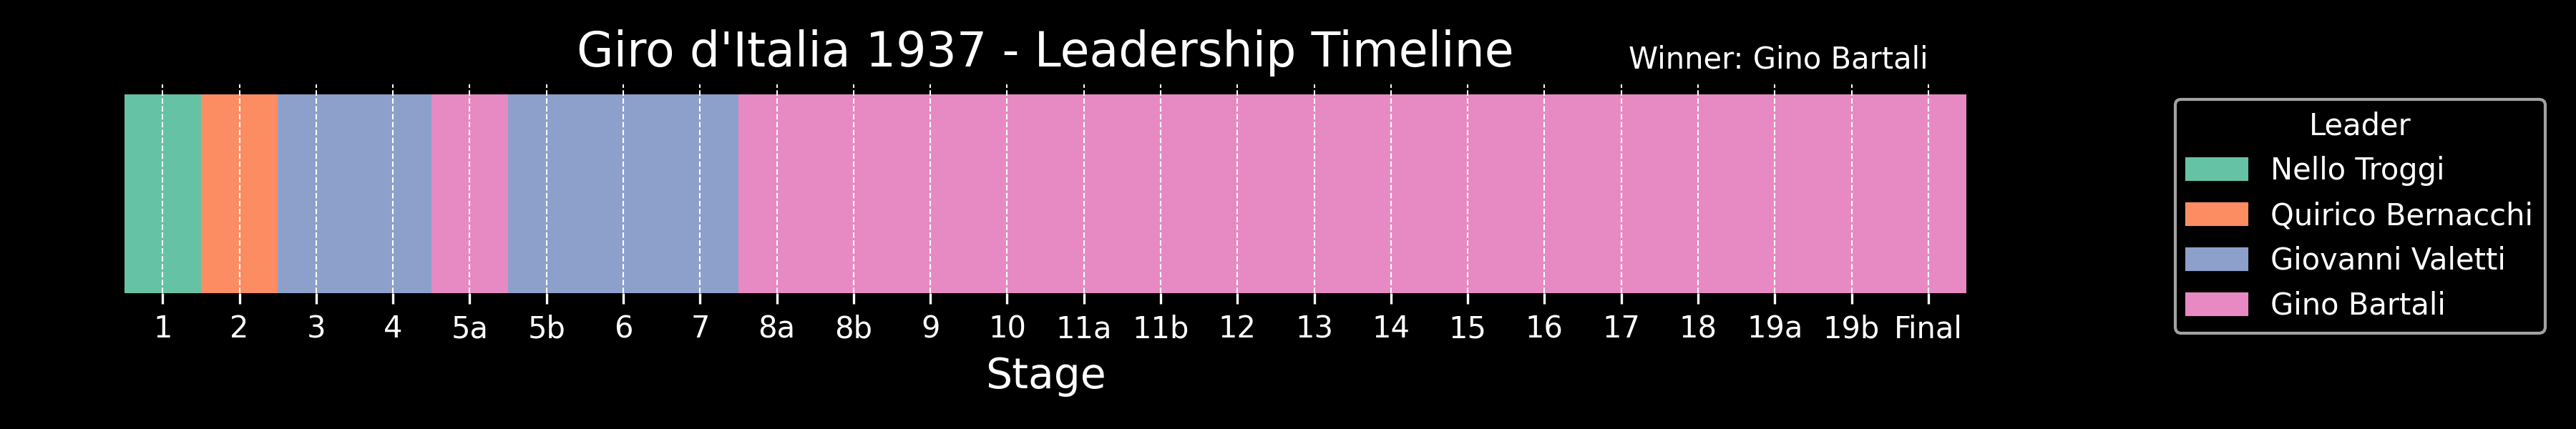 Giro d'Italia 1937 - Leadership Timeline
Winner: Gino Bartali
1 2 3 4 5a 5b 6 7 8a 8b 9 10 11a 11b 12 13 14 15 16 17 18 19a 19b Final
Stage
Leader
Nello Troggi
Quirico Bernacchi
Giovanni Valetti
Gino Bartali